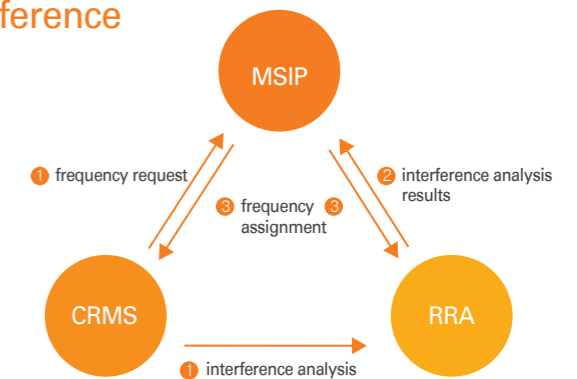 ference
MSIP
1 frequency request
2 interference analysis
results
3 frequency 3
assignment
CRMS
RRA
1 interference analysis